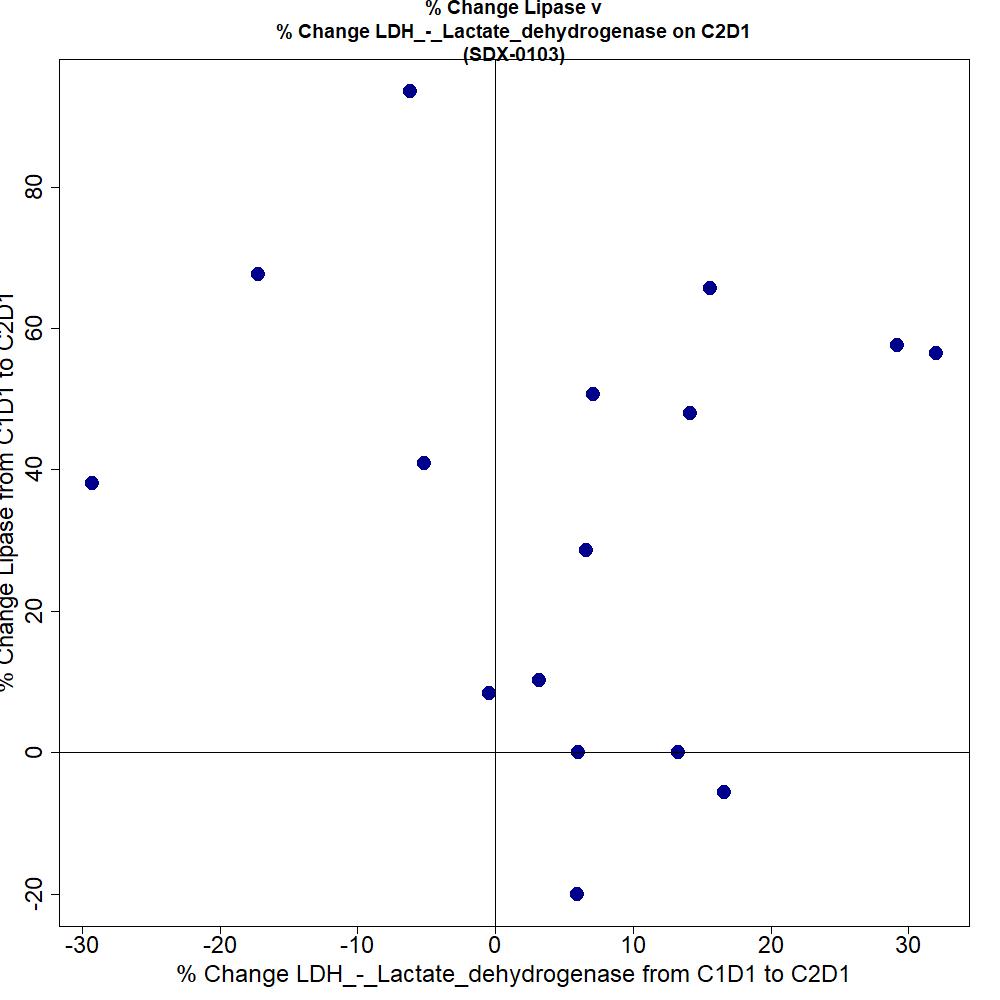 % Change Lipase v
% Change LDH_-_Lactate_dehydrogenase on C2D1
(SDX-0103)
% Change Lipase from C1D1 to C2D1
80
60
40
20
0
-20
-30
-20
-10
0
10
20
30
% Change LDH_-_Lactate_dehydrogenase from C1D1 to C2D1